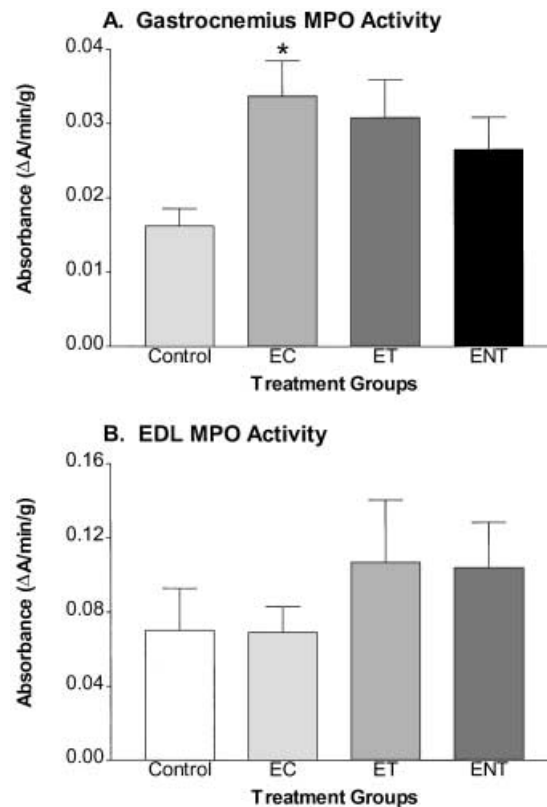 A. Gastrocnemius MPO Activity
Absorbance (ΔA/min/g)
0.04
0.03
0.02
0.01
0.00
*
Control EC ET ENT
Treatment Groups
B. EDL MPO Activity
Absorbance (ΔA/min/g)
0.16
0.12
0.08
0.04
0.00
Control EC ET ENT
Treatment Groups